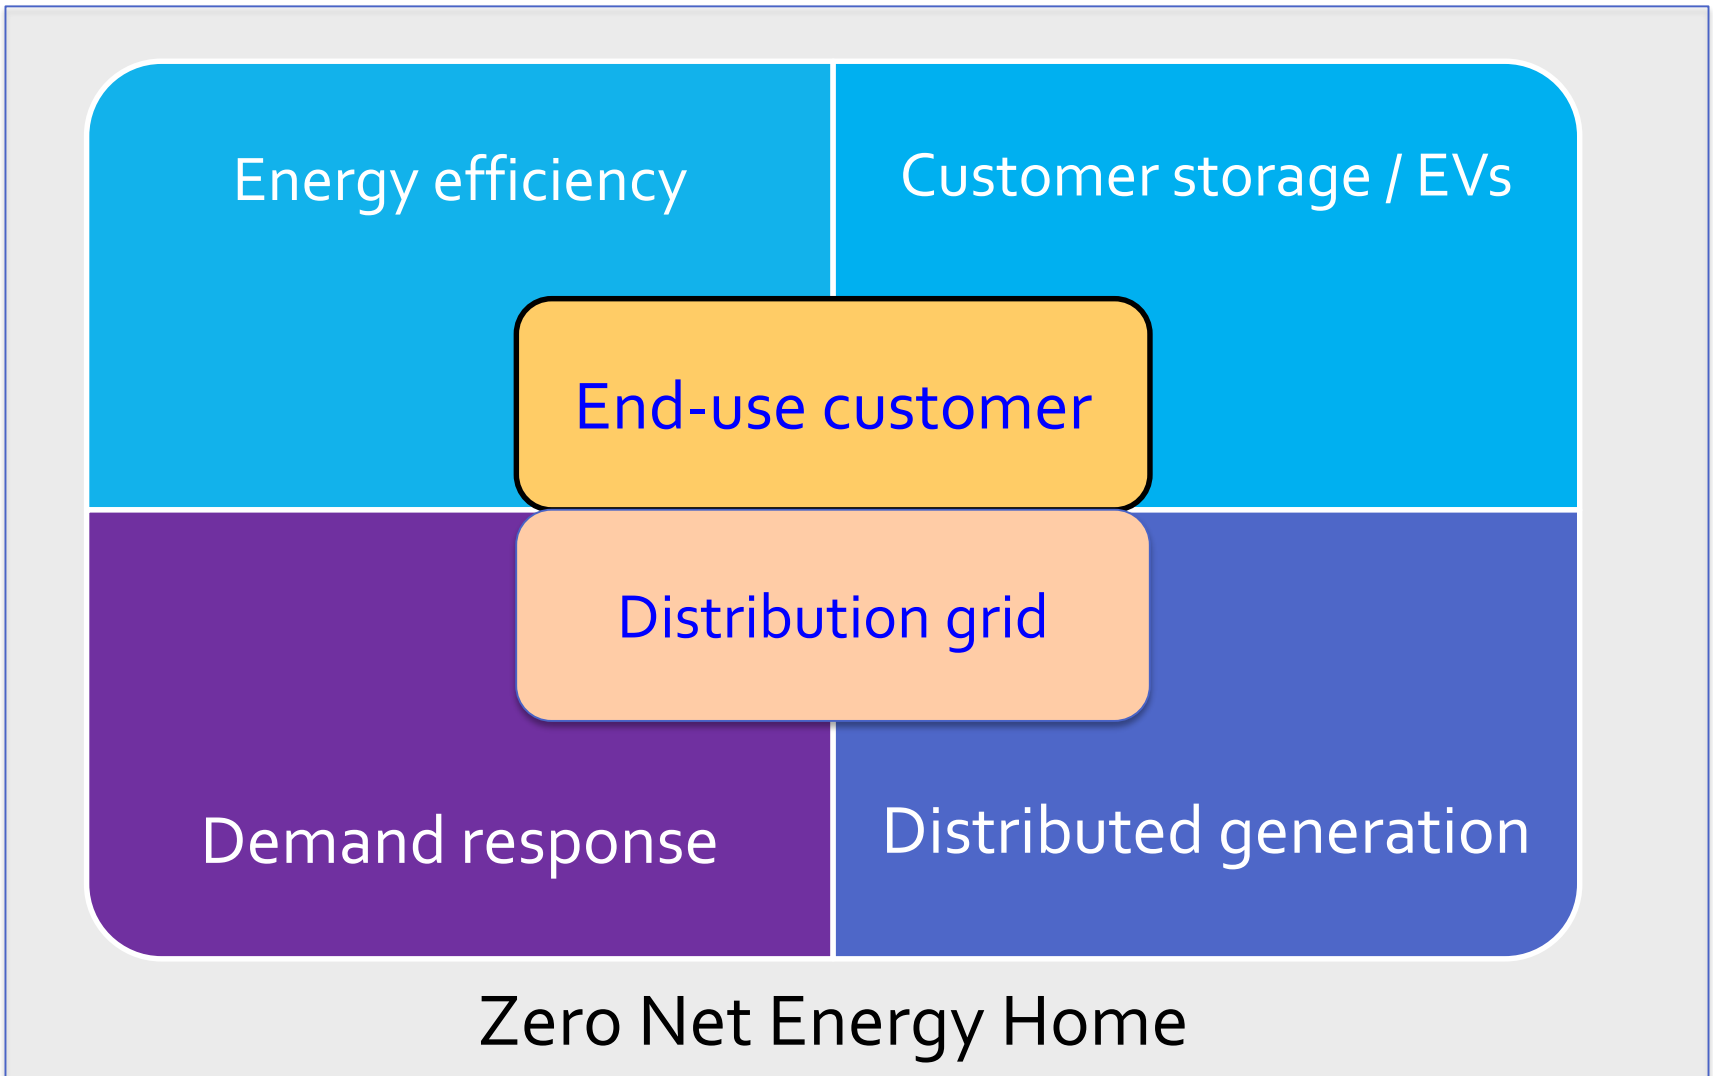 Energy efficiency
Customer storage / EVs
End-use customer
Distribution grid
Demand response
Distributed generation
Zero Net Energy Home